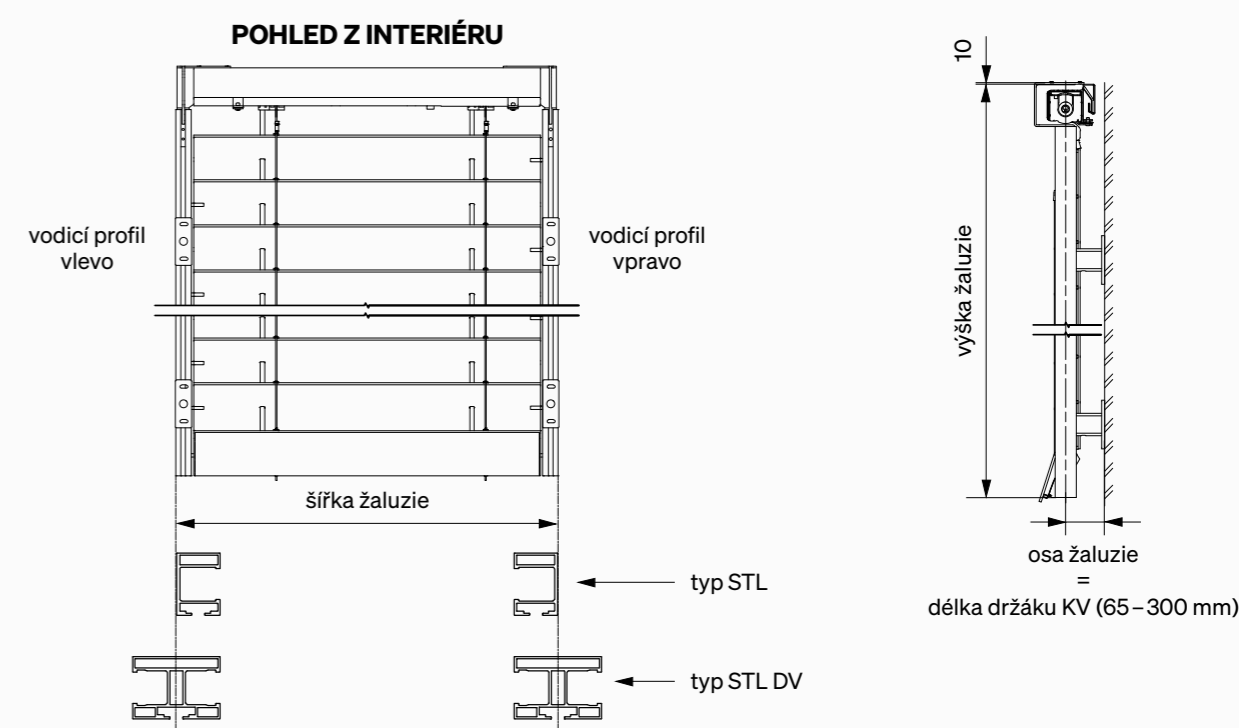 POHLED Z INTERIÉRU
vodicí profil
vlevo
vodicí profil
vpravo
šířka žaluzie
typ STL
typ STL DV
10
výška žaluzie
osa žaluzie
=
délka držáku KV (65–300 mm)